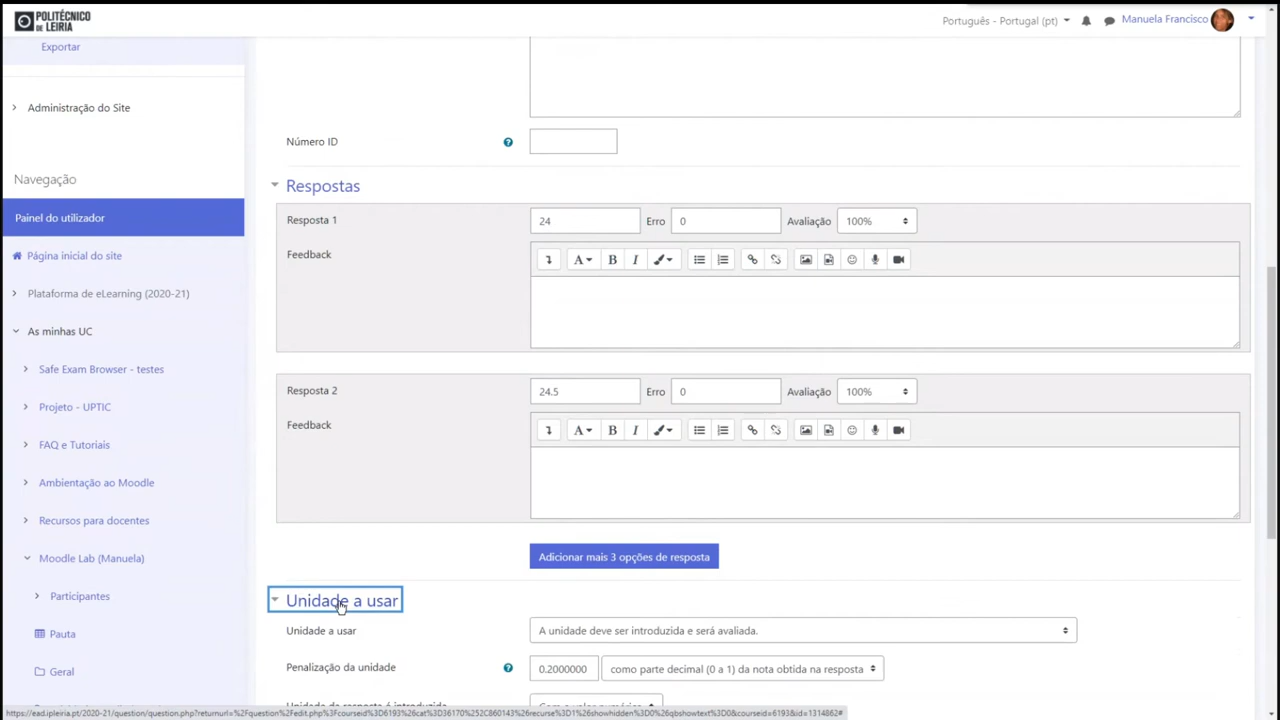 POLITÉCNICO
DE LEIRIA
Português - Portugal (pt)
Manuela Francisco
Exportar
Administração do Site
Número ID
Navegação
Respostas
Painel do utilizador
Resposta 1
24
Erro
0
Avaliação
100%
Página inicial do site
Feedback
A
B
I
Plataforma de eLearning (2020-21)
As minhas UC
Safe Exam Browser - testes
Resposta 2
24.5
Erro
0
Avaliação
100%
Projeto - UPTIC
Feedback
A
B
I
FAQ e Tutoriais
Ambientação ao Moodle
Recursos para docentes
Moodle Lab (Manuela)
Adicionar mais 3 opções de resposta
Participantes
Unidade a usar
Pauta
Unidade a usar
A unidade deve ser introduzida e será avaliada.
Geral
Penalização da unidade
0.2000000
como parte decimal (0 a 1) da nota obtida na resposta
https://ead.ipleiria.pt/2020-21/question/question.php?returnurl=%2Fquestion%2Fedit.php%3Fcourseid%3D6193%26cat%3D36170%252C860143%26recurse%3D1%26showhidden%3D0%26qbshowtext%3D0&courseid=6193&id=1314862#